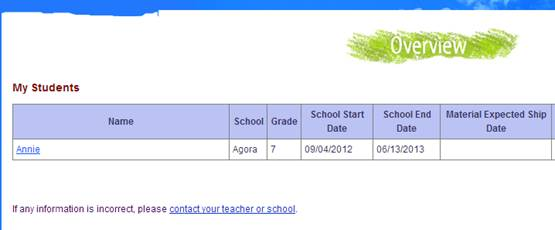 Overview
My Students
Name School Grade School Start Date School End Date Material Expected Ship Date
Annie Agora 7 09/04/2012 06/13/2013
If any information is incorrect, please contact your teacher or school.